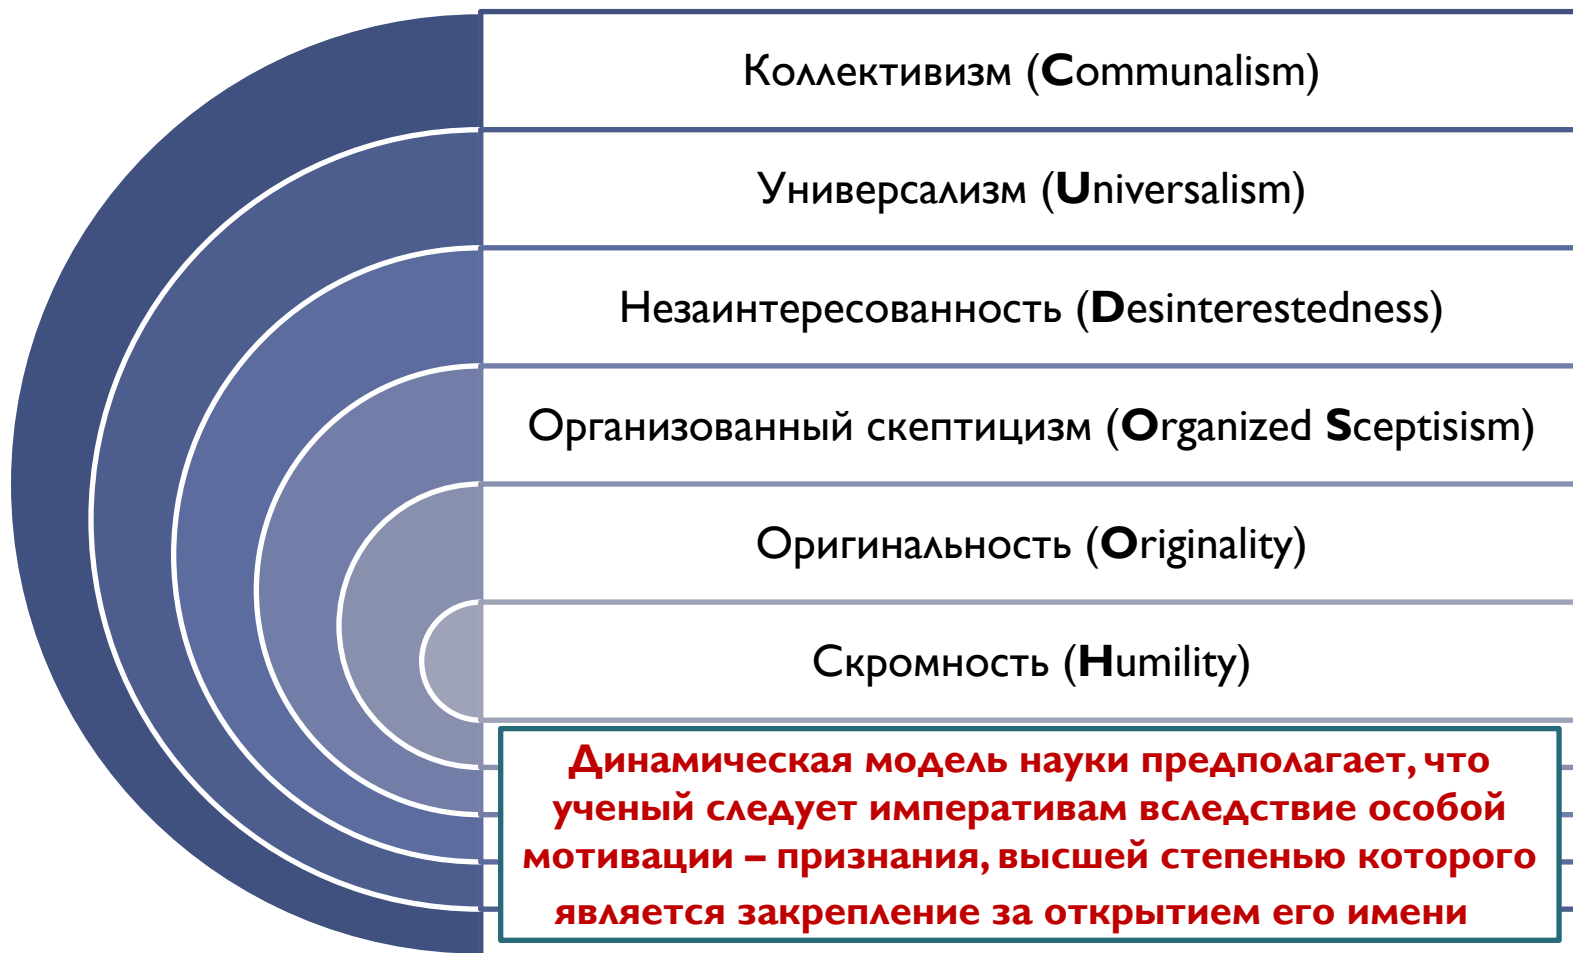 Коллективизм (Communalism)
Универсализм (Universalism)
Незаинтересованность (Desinterestedness)
Организованный скептицизм (Organized Sceptisism)
Оригинальность (Originality)
Скромность (Humility)
Динамическая модель науки предполагает, что
ученый следует императивам вследствие особой
мотивации – признания, высшей степенью которого
является закрепление за открытием его имени